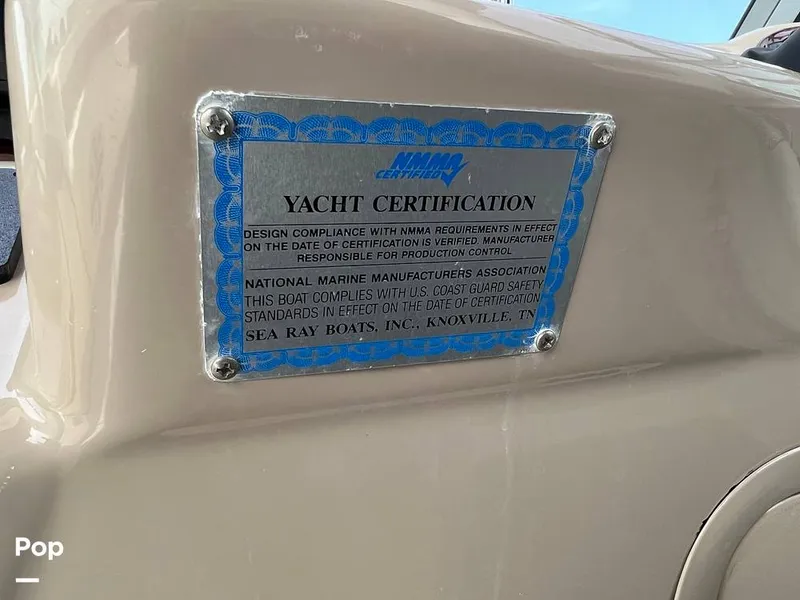 NMMA
CERTIFIED
YACHT CERTIFICATION
DESIGN COMPLIANCE WITH NMMA REQUIREMENTS IN EFFECT
ON THE DATE OF CERTIFICATION IS VERIFIED. MANUFACTURER
RESPONSIBLE FOR PRODUCTION CONTROL
NATIONAL MARINE MANUFACTURERS ASSOCIATION
THIS BOAT COMPLIES WITH U.S. COAST GUARD SAFETY
STANDARDS IN EFFECT ON THE DATE OF CERTIFICATION
SEA RAY BOATS, INC., KNOXVILLE, TN
Pop